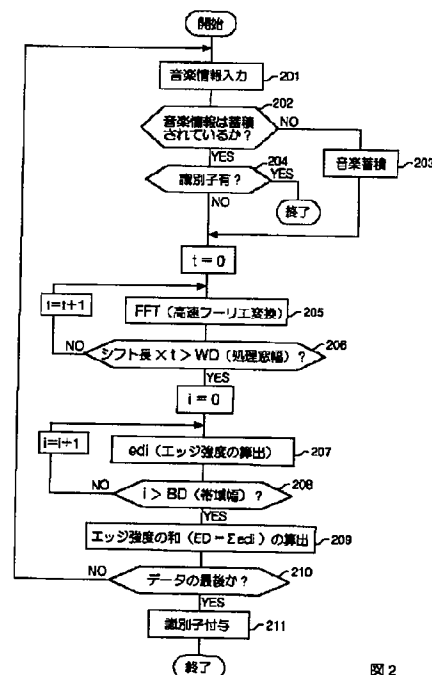 開始
音楽情報入力
201
202
音楽情報は蓄積
されているか?
NO
YES
音楽蓄積
203
204
識別子有?
YES
NO
終了
t=0
t=t+1
FFT(高速フーリエ変換)
205
206
シフト長×t>WD(処理窓幅)?
NO
YES
i=0
i=i+1
edi(エッジ強度の算出)
207
208
i>BD(帯域幅)?
NO
YES
エッジ強度の和(ED=Σedi)の算出
209
NO
210
データの最後か?
YES
識別子付与
211
終了
図2